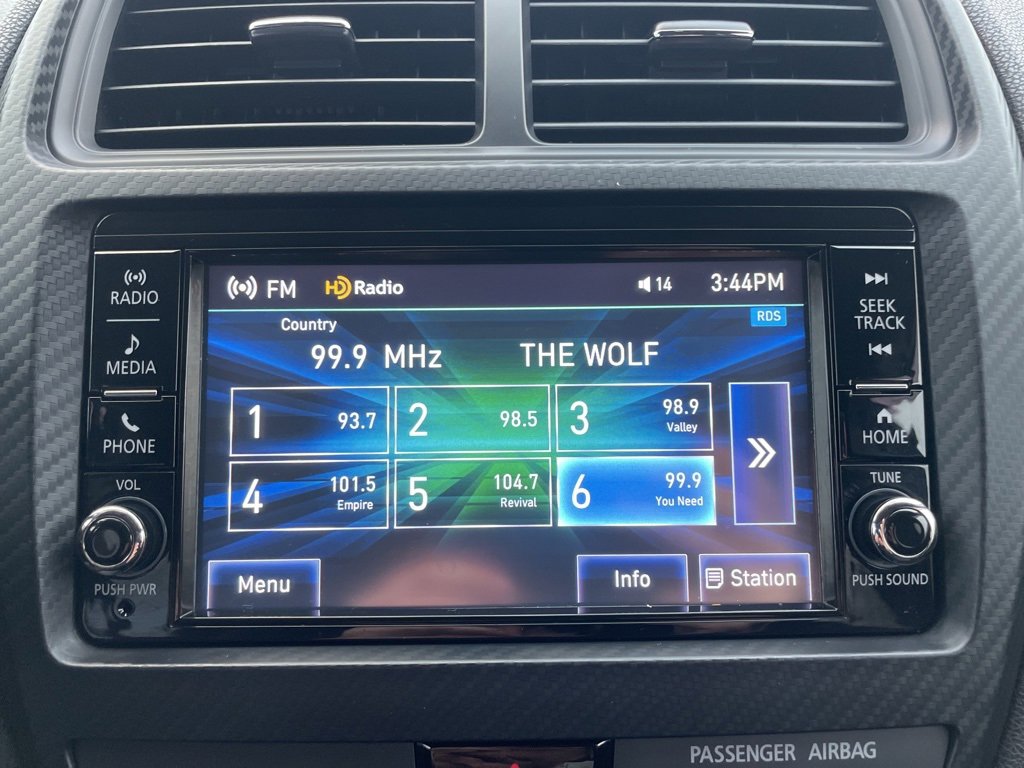 RADIO
MEDIA
PHONE
VOL
PUSH PWR
FM HD Radio 14 3:44PM
RDS
Country
99.9 MHz THE WOLF
1 93.7
2 98.5
3 98.9
Valley
4 101.5
Empire
5 104.7
Revival
6 99.9
You Need
Menu
Info
Station
SEEK
TRACK
HOME
TUNE
PUSH SOUND
PASSENGER AIRBAG